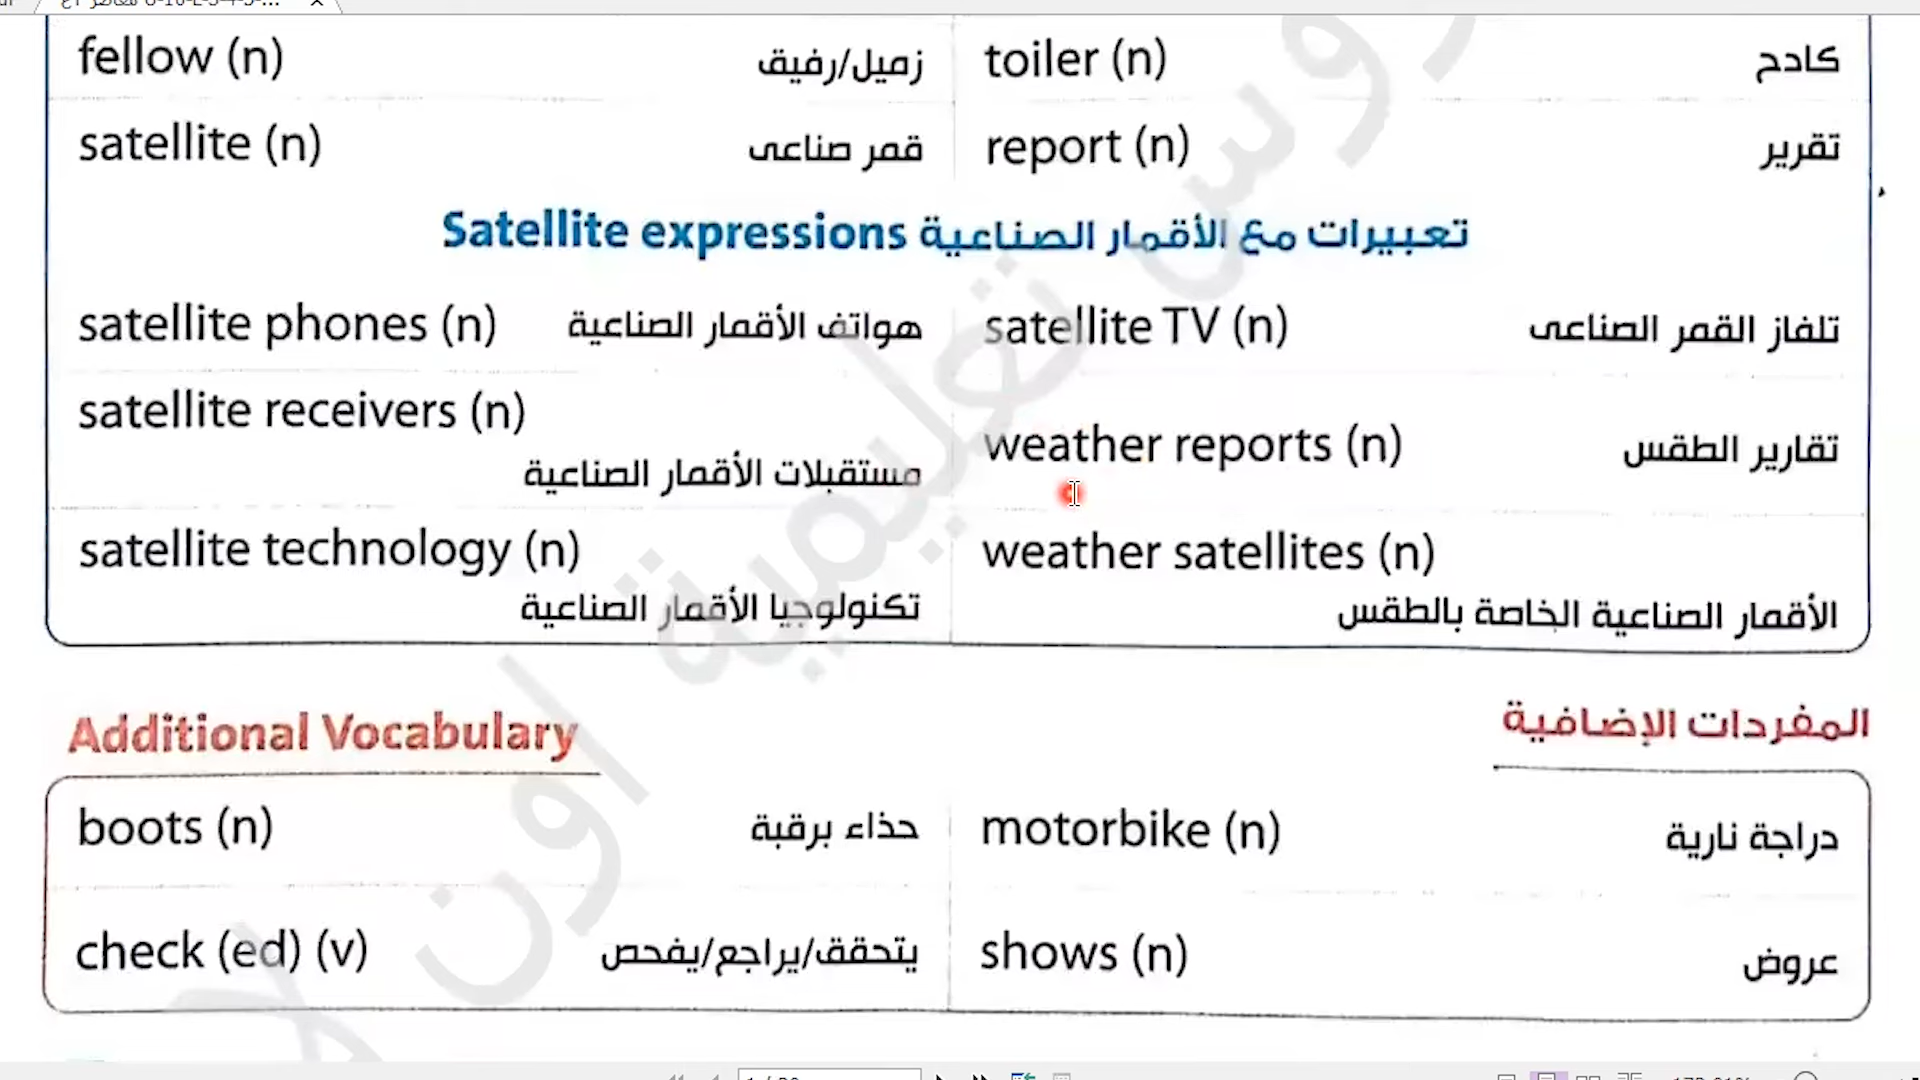 fellow (n) زميل/رفيق toiler (n) كادح
satellite (n) قمر صناعى report (n) تقرير
Satellite expressions تعبيرات مع الأقمار الصناعية
satellite phones (n) هواتف الأقمار الصناعية satellite TV (n) تلفاز القمر الصناعى
satellite receivers (n)
مستقبلات الأقمار الصناعية
weather reports (n) تقارير الطقس
satellite technology (n)
تكنولوجيا الأقمار الصناعية
weather satellites (n)
الأقمار الصناعية الخاصة بالطقس
Additional Vocabulary المفردات الإضافية
boots (n) حذاء برقبة motorbike (n) دراجة نارية
check (ed) (v) يتحقق/يراجع/يفحص shows (n) عروض